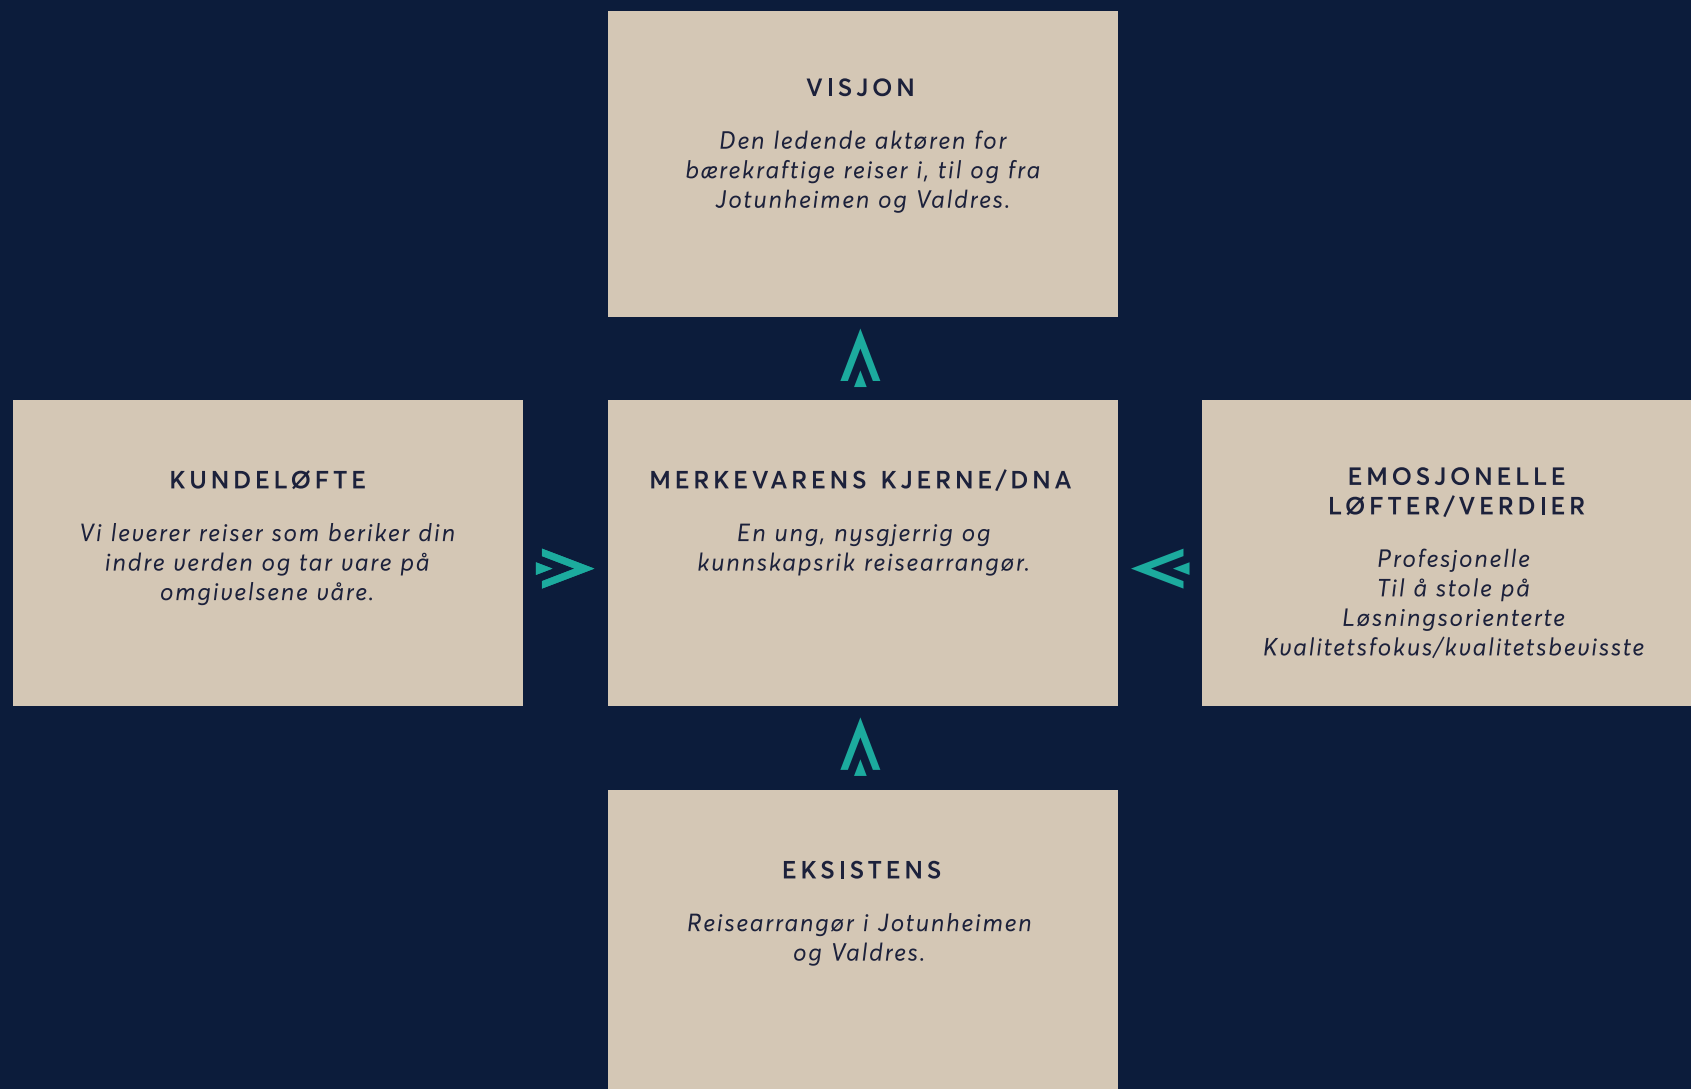 VISJON
Den ledende aktøren for
bærekraftige reiser i, til og fra
Jotunheimen og Valdres.
KUNDELØFTE
Vi leverer reiser som beriker din
indre verden og tar vare på
omgivelsene våre.
MERKEVARENS KJERNE/DNA
En ung, nysgjerrig og
kunnskapsrik reisearrangør.
EMOSJONELLE
LØFTER/VERDIER
Profesjonelle
Til å stole på
Løsningsorienterte
Kvalitetsfokus/kvalitetsbevisste
EKSISTENS
Reisearrangør i Jotunheimen
og Valdres.